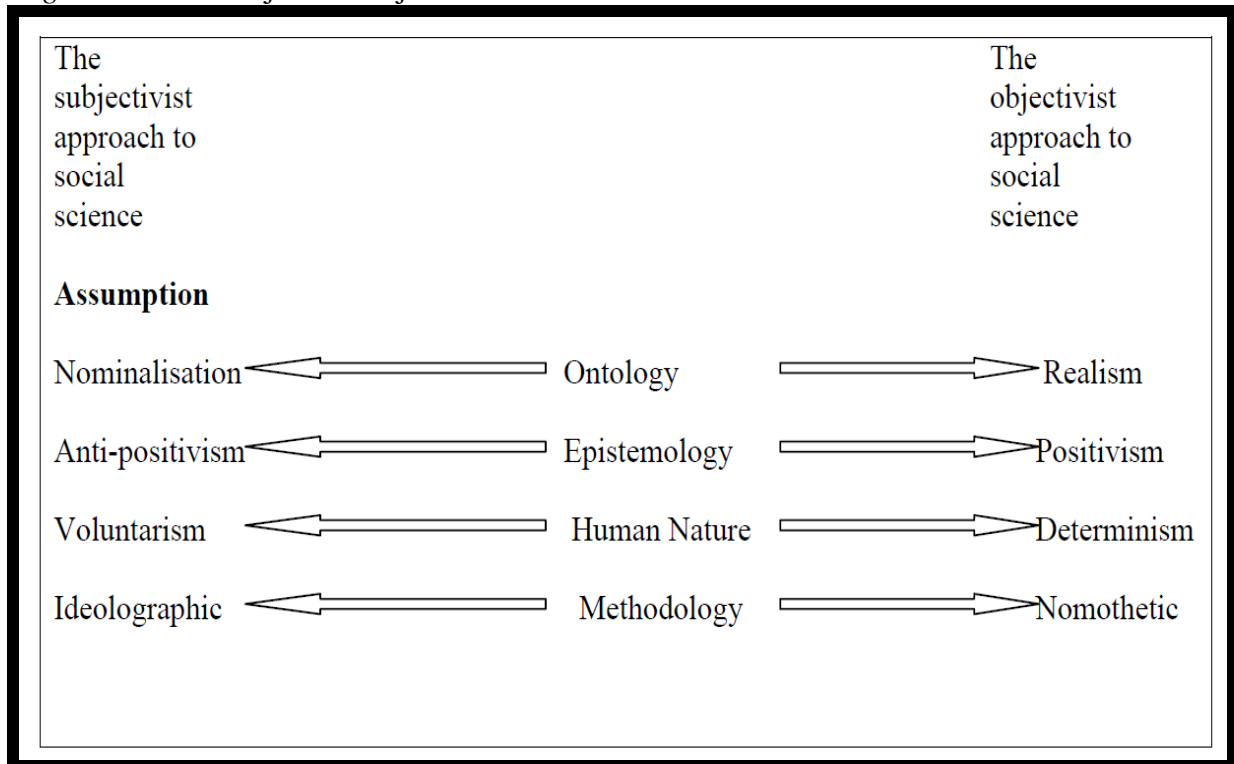 The
subjectivist
approach to
social
science
The
objectivist
approach to
social
science
Assumption
Nominalisation Ontology Realism
Anti-positivism Epistemology Positivism
Voluntarism Human Nature Determinism
Ideolographic Methodology Nomothetic